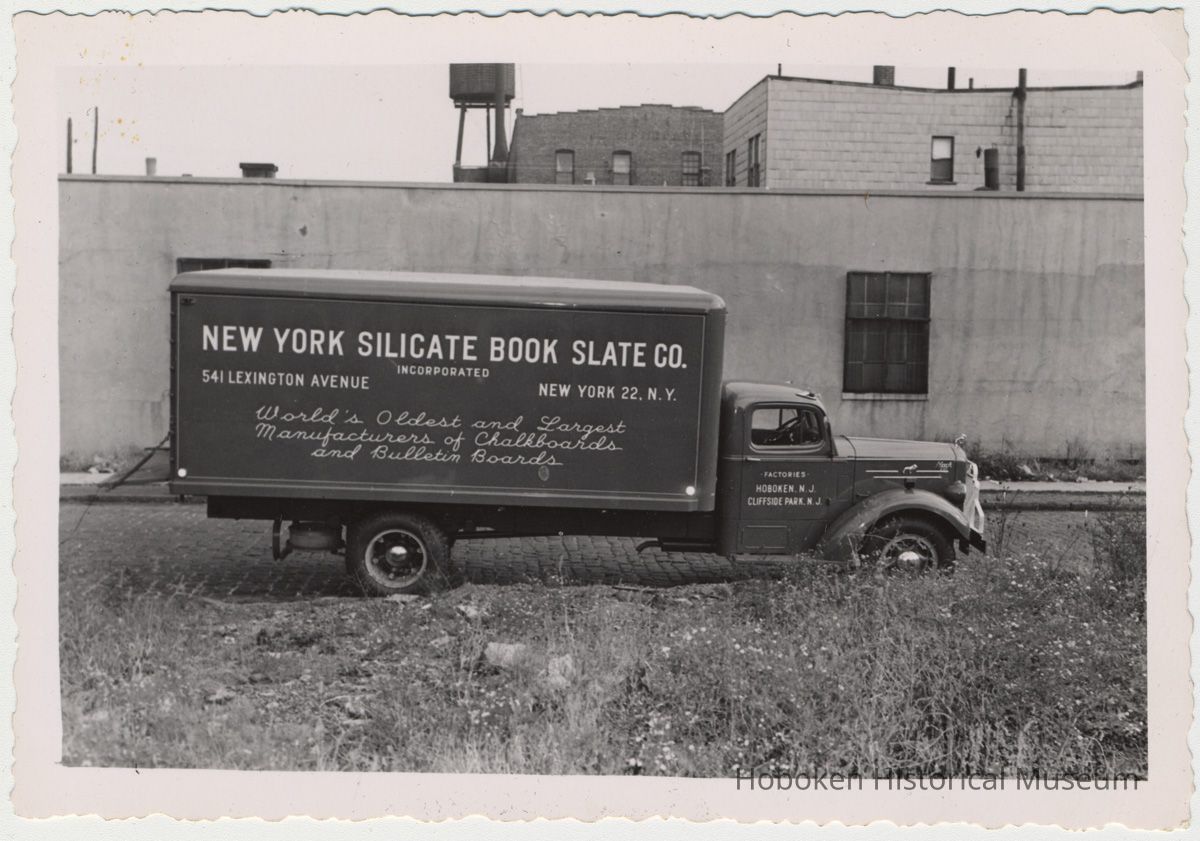 NEW YORK SILICATE BOOK SLATE CO.
INCORPORATED
541 LEXINGTON AVENUE
NEW YORK 22, N.Y.
World's Oldest and Largest
Manufacturers of Chalkboards
and Bulletin Boards
- FACTORIES -
HOBOKEN, N.J.
CLIFFSIDE PARK, N.J.
Mack
Hoboken Historical Museum